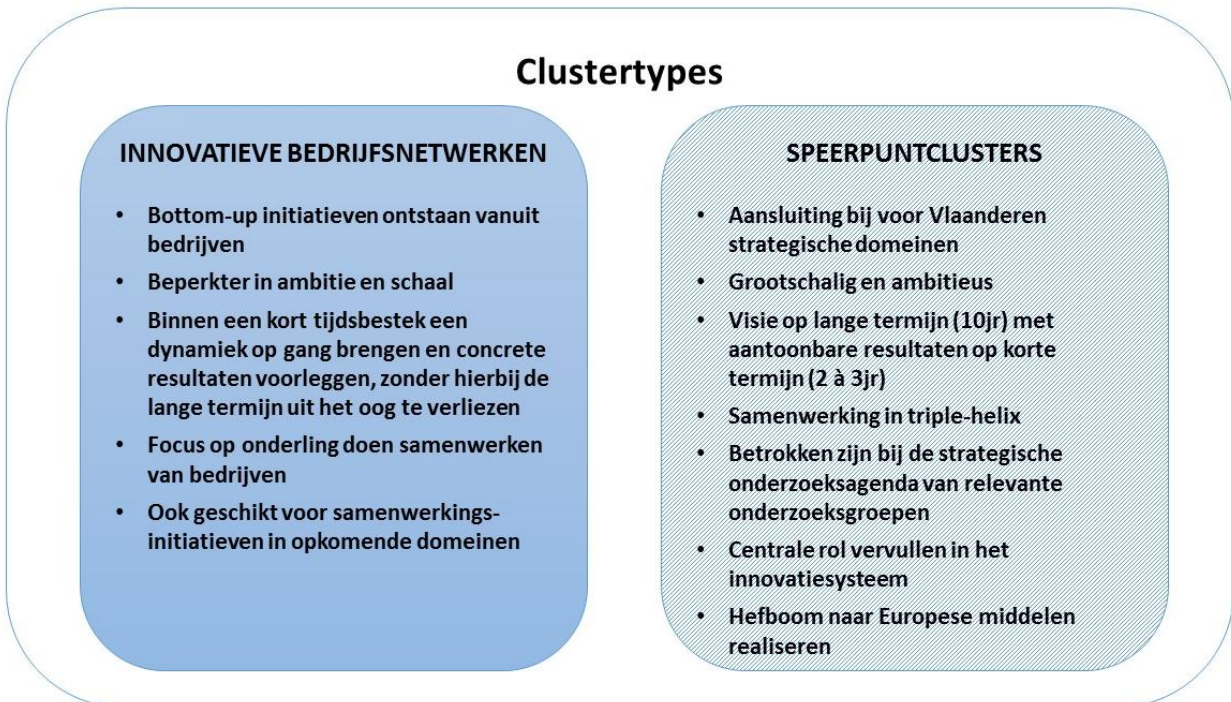 Clustertypes
INNOVATIEVE BEDRIJFSNETWERKEN
• Bottom-up initiatieven ontstaan vanuit
bedrijven
• Beperkter in ambitie en schaal
• Binnen een kort tijdsbestek een
dynamiek op gang brengen en concrete
resultaten voorleggen, zonder hierbij de
lange termijn uit het oog te verliezen
• Focus op onderling doen samenwerken
van bedrijven
• Ook geschikt voor samenwerkings-
initiatieven in opkomende domeinen
SPEERPUNTCLUSTERS
• Aansluiting bij voor Vlaanderen
strategische domeinen
• Grootschalig en ambitieus
• Visie op lange termijn (10jr) met
aantoonbare resultaten op korte
termijn (2 à 3jr)
• Samenwerking in triple-helix
• Betrokken zijn bij de strategische
onderzoeksagenda van relevante
onderzoeksgroepen
• Centrale rol vervullen in het
innovatiesysteem
• Hefboom naar Europese middelen
realiseren